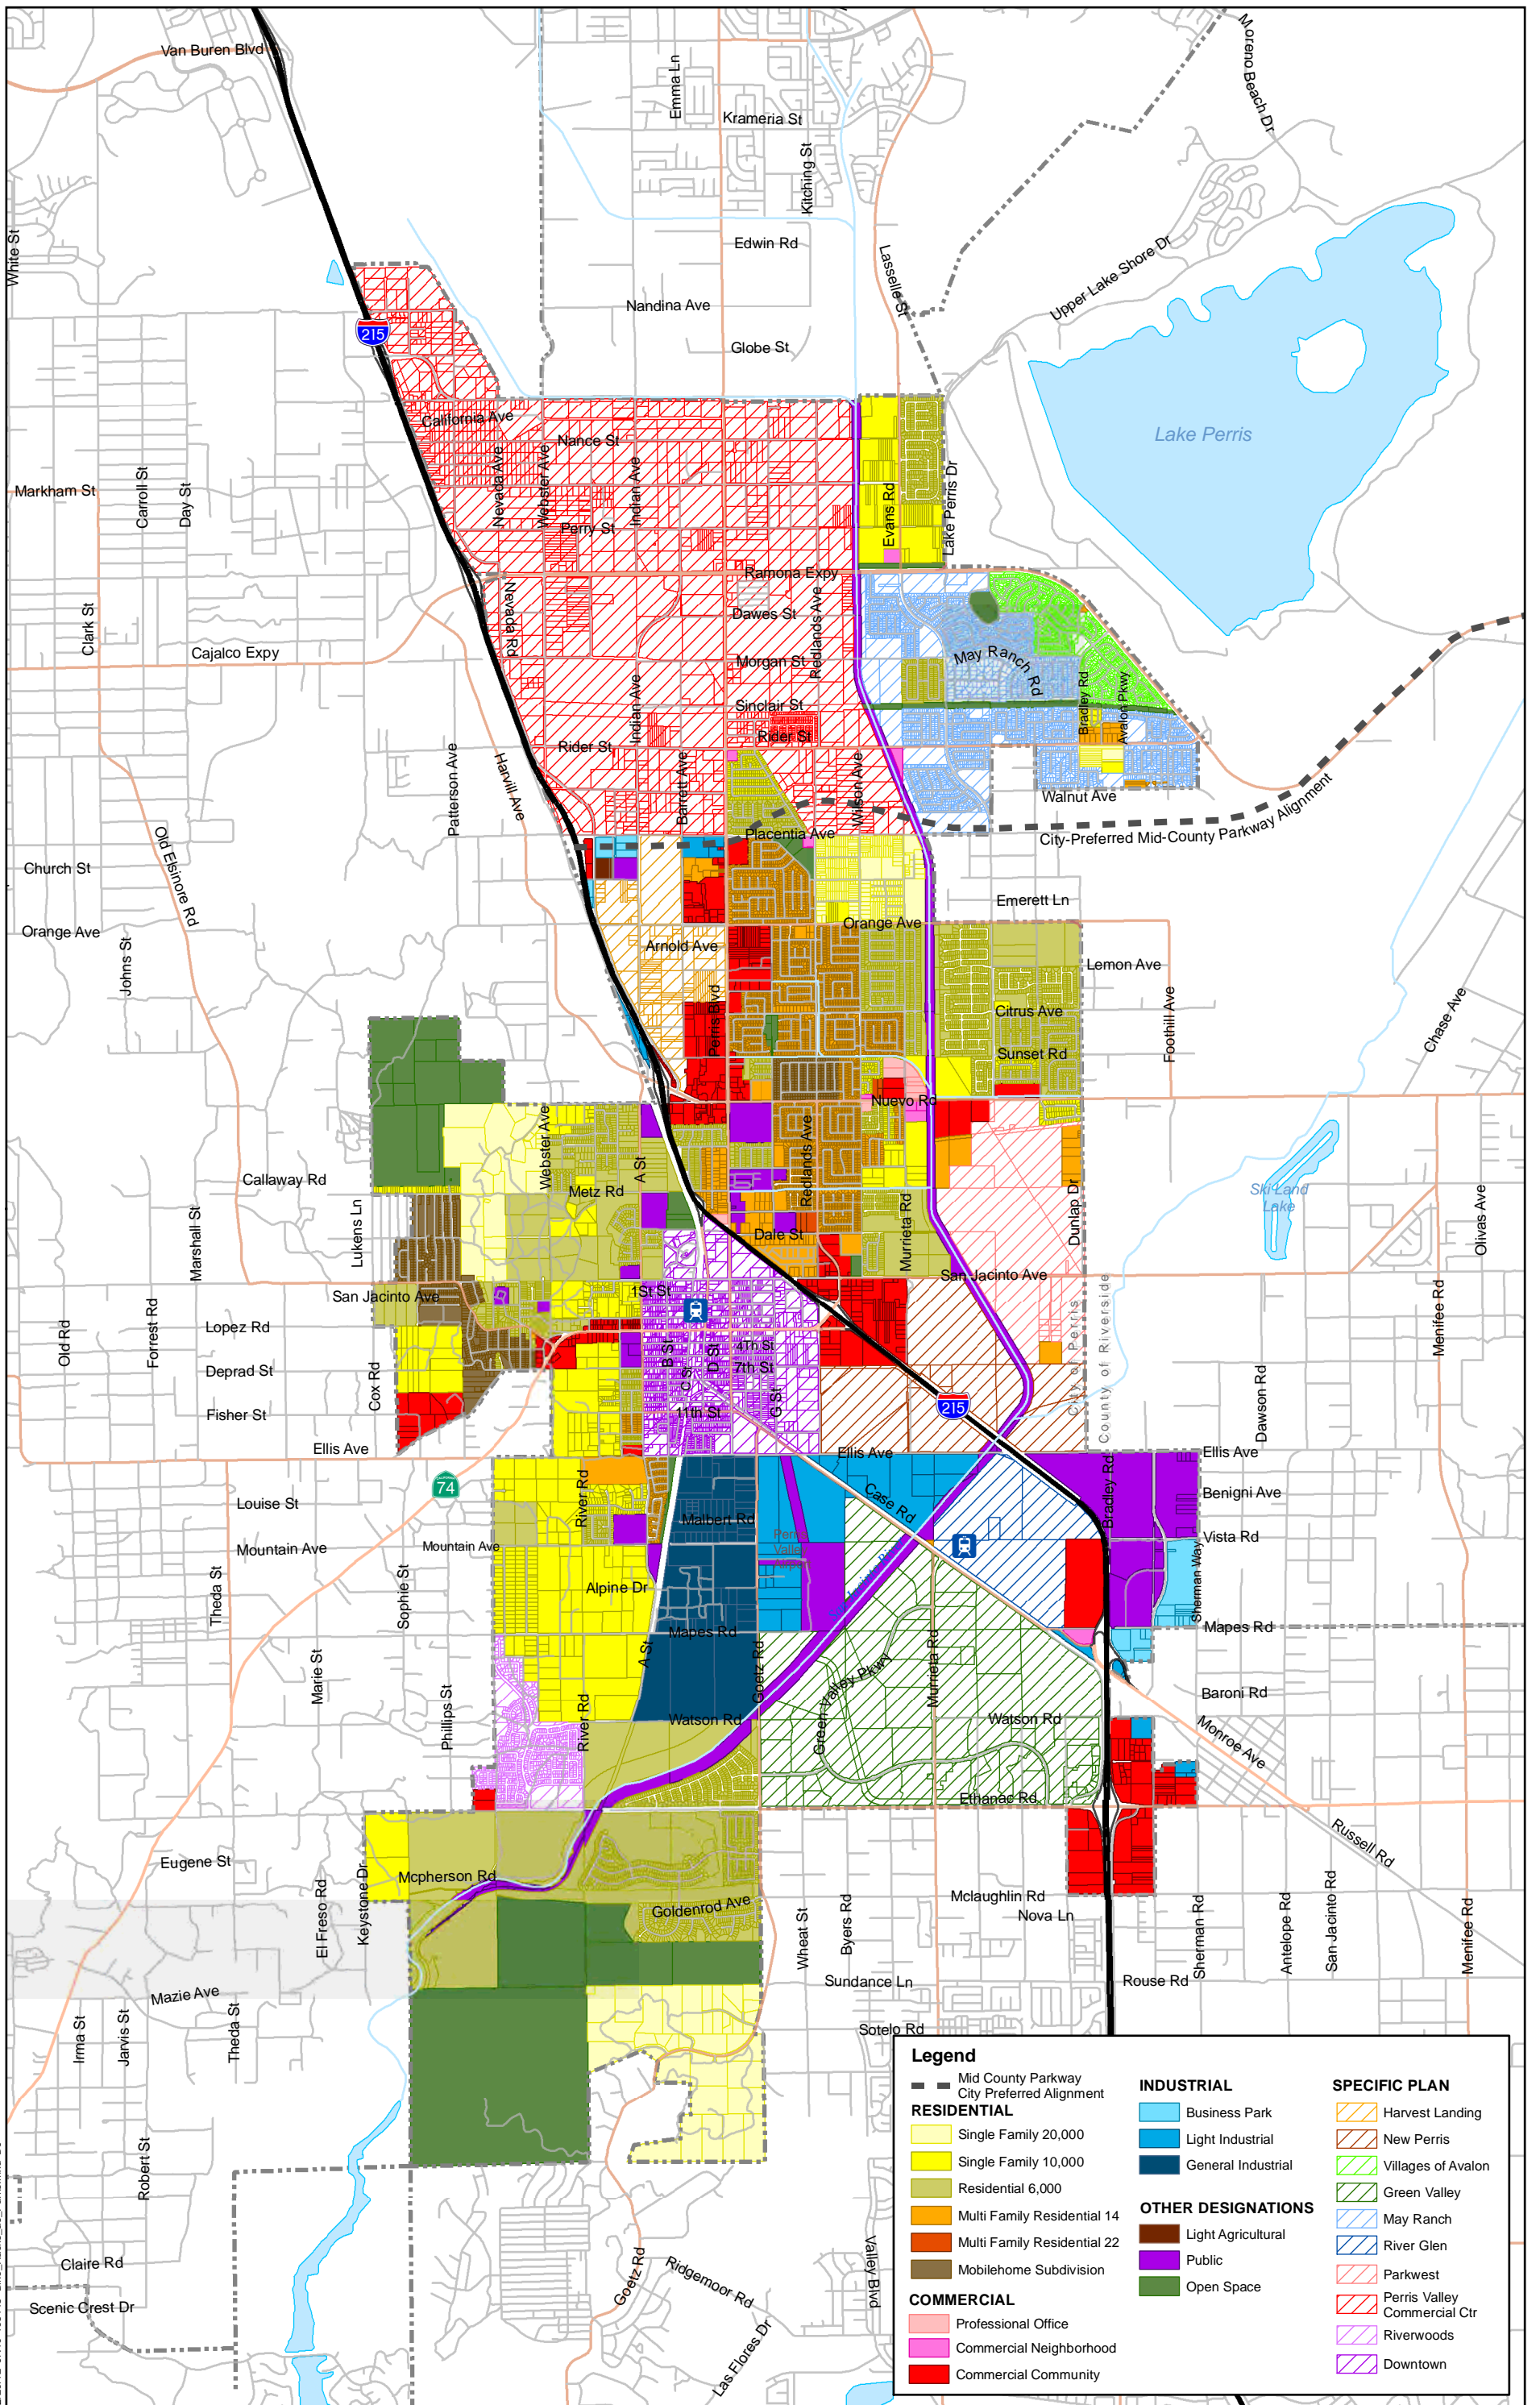 Van Buren Blvd
Emma Ln
Moreno Beach Dr
Krameria St
Kitching St
White St
Edwin Rd
Lasselle St
Upper Lake Shore Dr
Nandina Ave
215
Globe St
California Ave
Nance St
Lake Perris
Nevada Ave
Webster Ave
Indian Ave
Evans Rd
Lake Perris Dr
Markham St
Carroll St
Day St
Perry St
Ramona Expy
Nevada Rd
Dawes St
Redlands Ave
Clark St
Cajalco Expy
Morgan St
May Ranch Rd
Bradley Rd
Avalon Pkwy
Indian Ave
Sinclair St
Rider St
Rider St
Patterson Ave
Harvill Ave
Barrett Ave
Wilson Ave
Walnut Ave
Placentia Ave
City-Preferred Mid-County Parkway Alignment
Old Elsinore Rd
Church St
Emerett Ln
Orange Ave
Orange Ave
Arnold Ave
Johns St
Lemon Ave
Perris Blvd
Citrus Ave
Foothill Ave
Chase Ave
Sunset Rd
Nuevo Rd
Webster Ave
A St
Redlands Ave
Callaway Rd
Metz Rd
Ski Land
Lake
Lukens Ln
Marshall St
Murrieta Rd
Dunlap Dr
Olivas Ave
Dale St
San Jacinto Ave
San Jacinto Ave
1St St
Old Rd
Forrest Rd
Lopez Rd
B St
C St
D St
4Th St
7th St
G St
City of Perris
County of Riverside
Menifee Rd
Deprad St
Cox Rd
Dawson Rd
Fisher St
11th St
215
Ellis Ave
Ellis Ave
Ellis Ave
74
Louise St
River Rd
Case Rd
Bradley Rd
Benigni Ave
Malbert Rd
Vista Rd
Mountain Ave
Mountain Ave
Theda St
Sophie St
Alpine Dr
Sherman Way
Mapes Rd
Mapes Rd
A St
Goetz Rd
Green Valley Pkwy
Murrieta Rd
Marie St
Phillips St
River Rd
Baroni Rd
Watson Rd
Watson Rd
Monroe Ave
Ethanac Rd
Russell Rd
Eugene St
Mcpherson Rd
El Freso Rd
Keystone Dr
Goldenrod Ave
Mclaughlin Rd
Nova Ln
Wheat St
Byers Rd
Sherman Rd
Antelope Rd
San Jacinto Rd
Menifee Rd
Sundance Ln
Rouse Rd
Mazie Ave
Irma St
Jarvis St
Theda St
Sotelo Rd
Robert St
Claire Rd
Scenic Crest Dr
Goetz Rd
Ridgemoor Rd
Valley Blvd
Las Flores Dr
Legend
Mid County Parkway
City Preferred Alignment
RESIDENTIAL
Single Family 20,000
Single Family 10,000
Residential 6,000
Multi Family Residential 14
Multi Family Residential 22
Mobilehome Subdivision
COMMERCIAL
Professional Office
Commercial Neighborhood
Commercial Community
INDUSTRIAL
Business Park
Light Industrial
General Industrial
OTHER DESIGNATIONS
Light Agricultural
Public
Open Space
SPECIFIC PLAN
Harvest Landing
New Perris
Villages of Avalon
Green Valley
May Ranch
River Glen
Parkwest
Perris Valley
Commercial Ctr
Riverwoods
Downtown